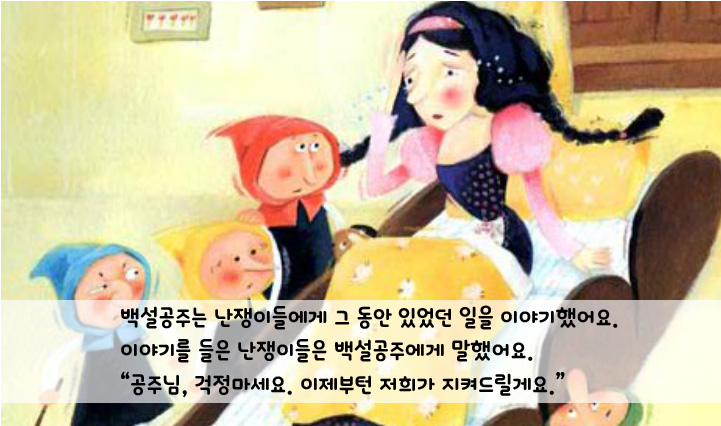 백설공주는 난쟁이들에게 그 동안 있었던 일을 이야기했어요.
이야기를 들은 난쟁이들은 백설공주에게 말했어요.
“공주님, 걱정마세요. 이제부턴 저희가 지켜드릴게요.”